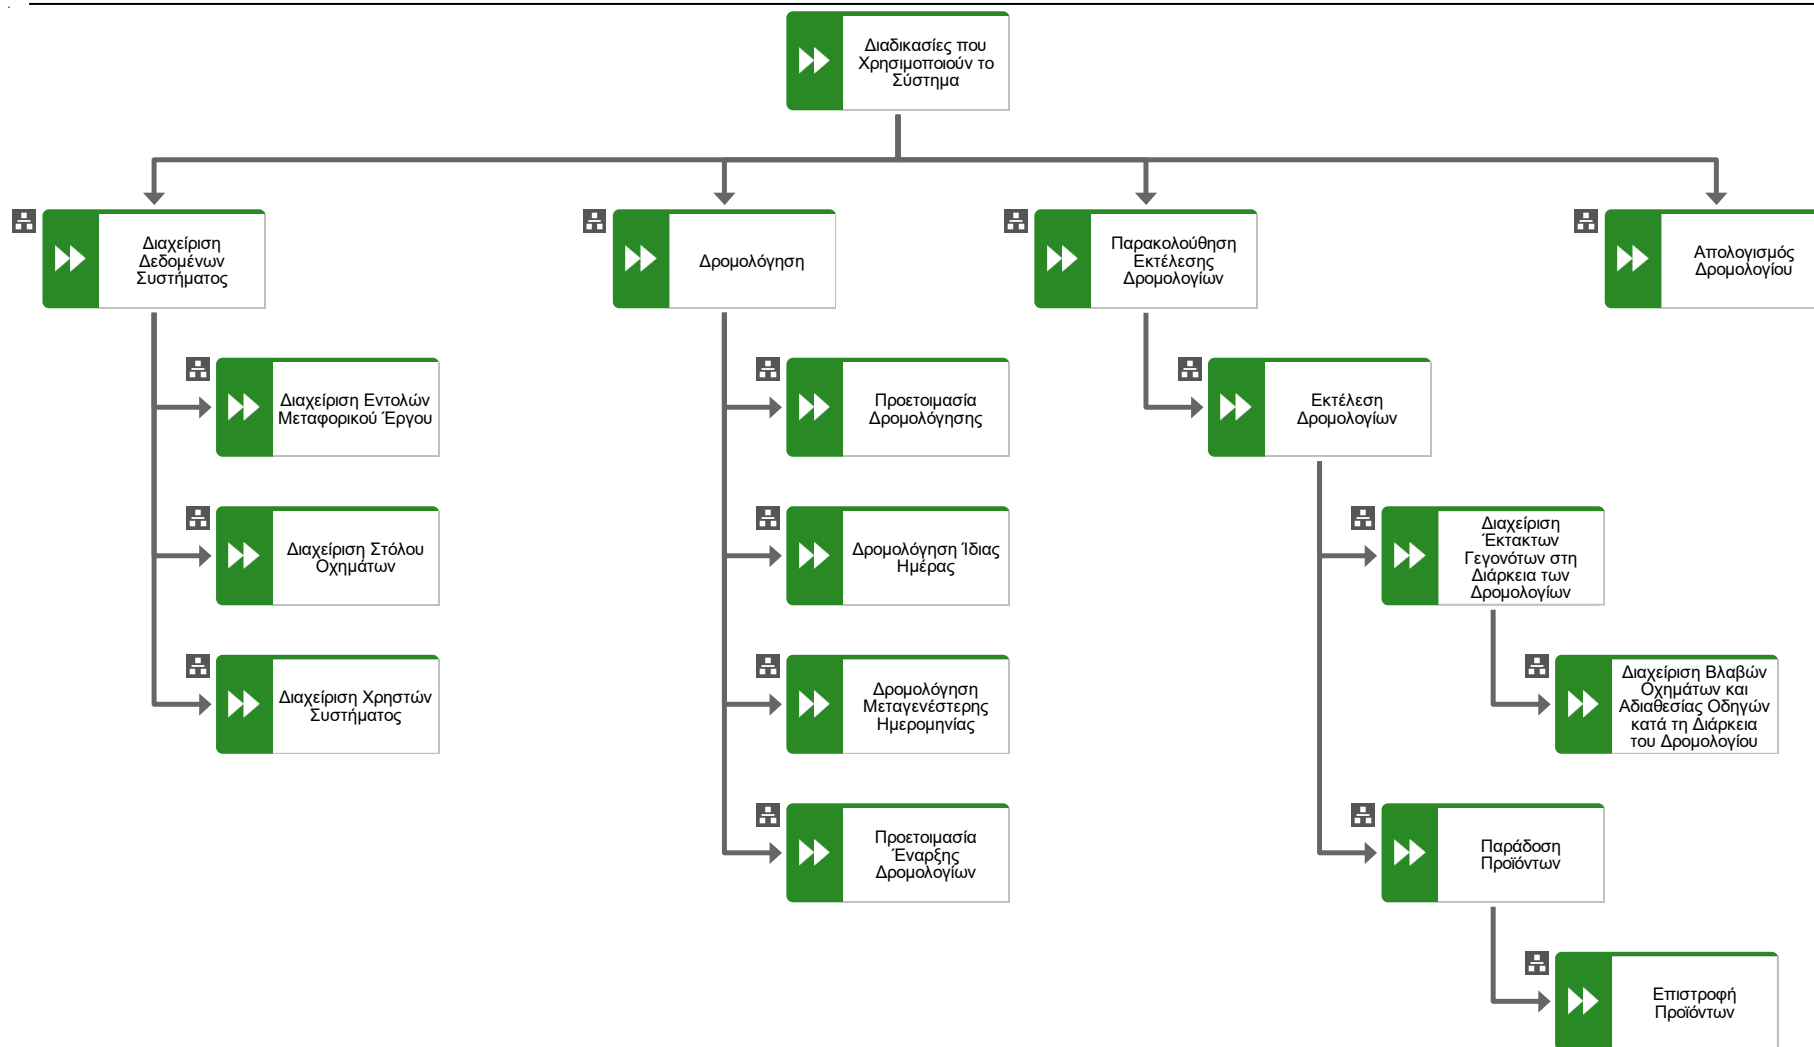 Διαδικασίες που
Χρησιμοποιούν το
Σύστημα
Διαχείριση
Δεδομένων
Συστήματος
Δρομολόγηση
Παρακολούθηση
Εκτέλεσης
Δρομολογίων
Απολογισμός
Δρομολογίου
Διαχείριση Εντολών
Μεταφορικού Έργου
Προετοιμασία
Δρομολόγησης
Εκτέλεση
Δρομολογίων
Διαχείριση Στόλου
Οχημάτων
Δρομολόγηση Ίδιας
Ημέρας
Διαχείριση
Έκτακτων
Γεγονότων στη
Διάρκεια των
Δρομολογίων
Διαχείριση Χρηστών
Συστήματος
Δρομολόγηση
Μεταγενέστερης
Ημερομηνίας
Διαχείριση Βλαβών
Οχημάτων και
Αδιαθεσίας Οδηγών
κατά τη Διάρκεια
του Δρομολογίου
Προετοιμασία
Έναρξης
Δρομολογίων
Παράδοση
Προϊόντων
Επιστροφή
Προϊόντων